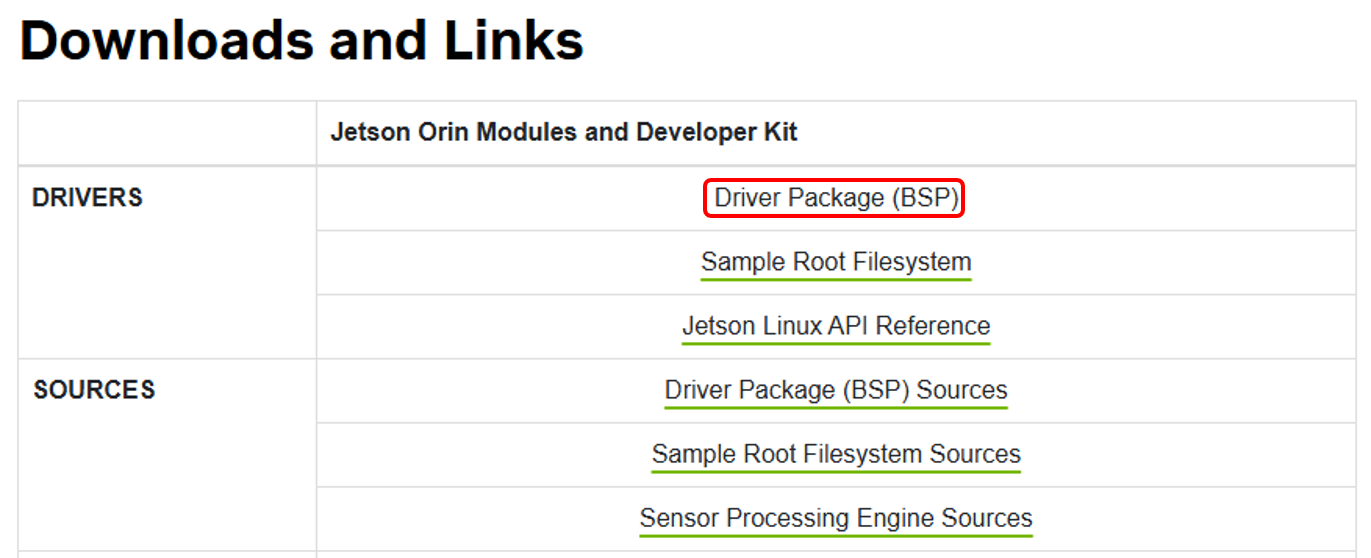 Downloads and Links
Jetson Orin Modules and Developer Kit
DRIVERS
Driver Package (BSP)
Sample Root Filesystem
Jetson Linux API Reference
SOURCES
Driver Package (BSP) Sources
Sample Root Filesystem Sources
Sensor Processing Engine Sources